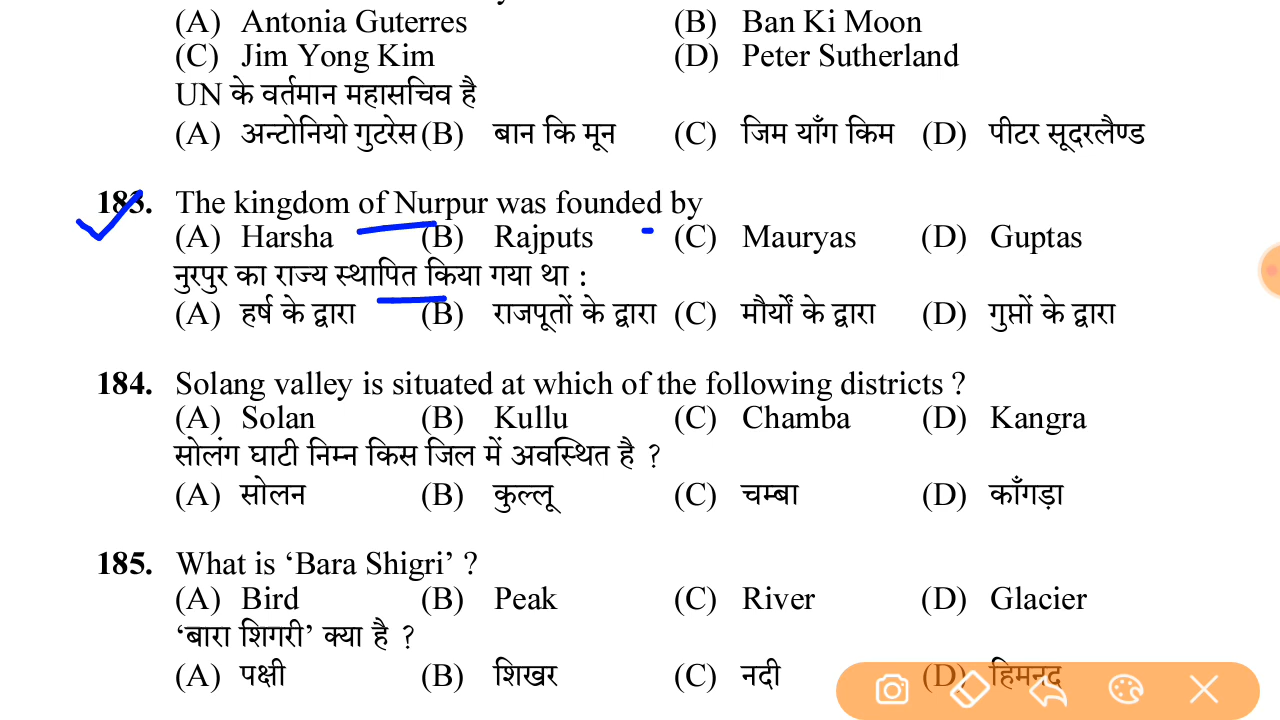 (A) Antonia Guterres (B) Ban Ki Moon
(C) Jim Yong Kim (D) Peter Sutherland
UN के वर्तमान महासचिव है
(A) अन्टोनियो गुटरेस (B) बान कि मून (C) जिम याँग किम (D) पीटर सूदरलैण्ड
183. The kingdom of Nurpur was founded by
(A) Harsha (B) Rajputs (C) Mauryas (D) Guptas
नुरपुर का राज्य स्थापित किया गया था :
(A) हर्ष के द्वारा (B) राजपूतों के द्वारा (C) मौर्यों के द्वारा (D) गुप्तों के द्वारा
184. Solang valley is situated at which of the following districts ?
(A) Solan (B) Kullu (C) Chamba (D) Kangra
सोलंग घाटी निम्न किस जिल में अवस्थित है ?
(A) सोलन (B) कुल्लू (C) चम्बा (D) काँगड़ा
185. What is ‘Bara Shigri’ ?
(A) Bird (B) Peak (C) River (D) Glacier
‘बारा शिगरी’ क्या है ?
(A) पक्षी (B) शिखर (C) नदी (D) हिमनद